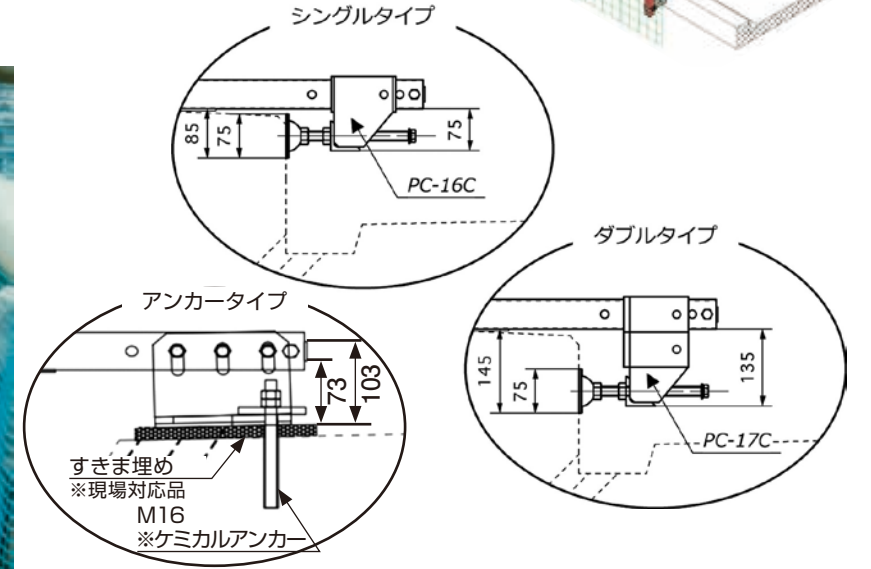 シングルタイプ
85
75
75
PC-16C
ダブルタイプ
145
75
135
PC-17C
アンカータイプ
73
103
すきま埋め
※現場対応品
M16
※ケミカルアンカー